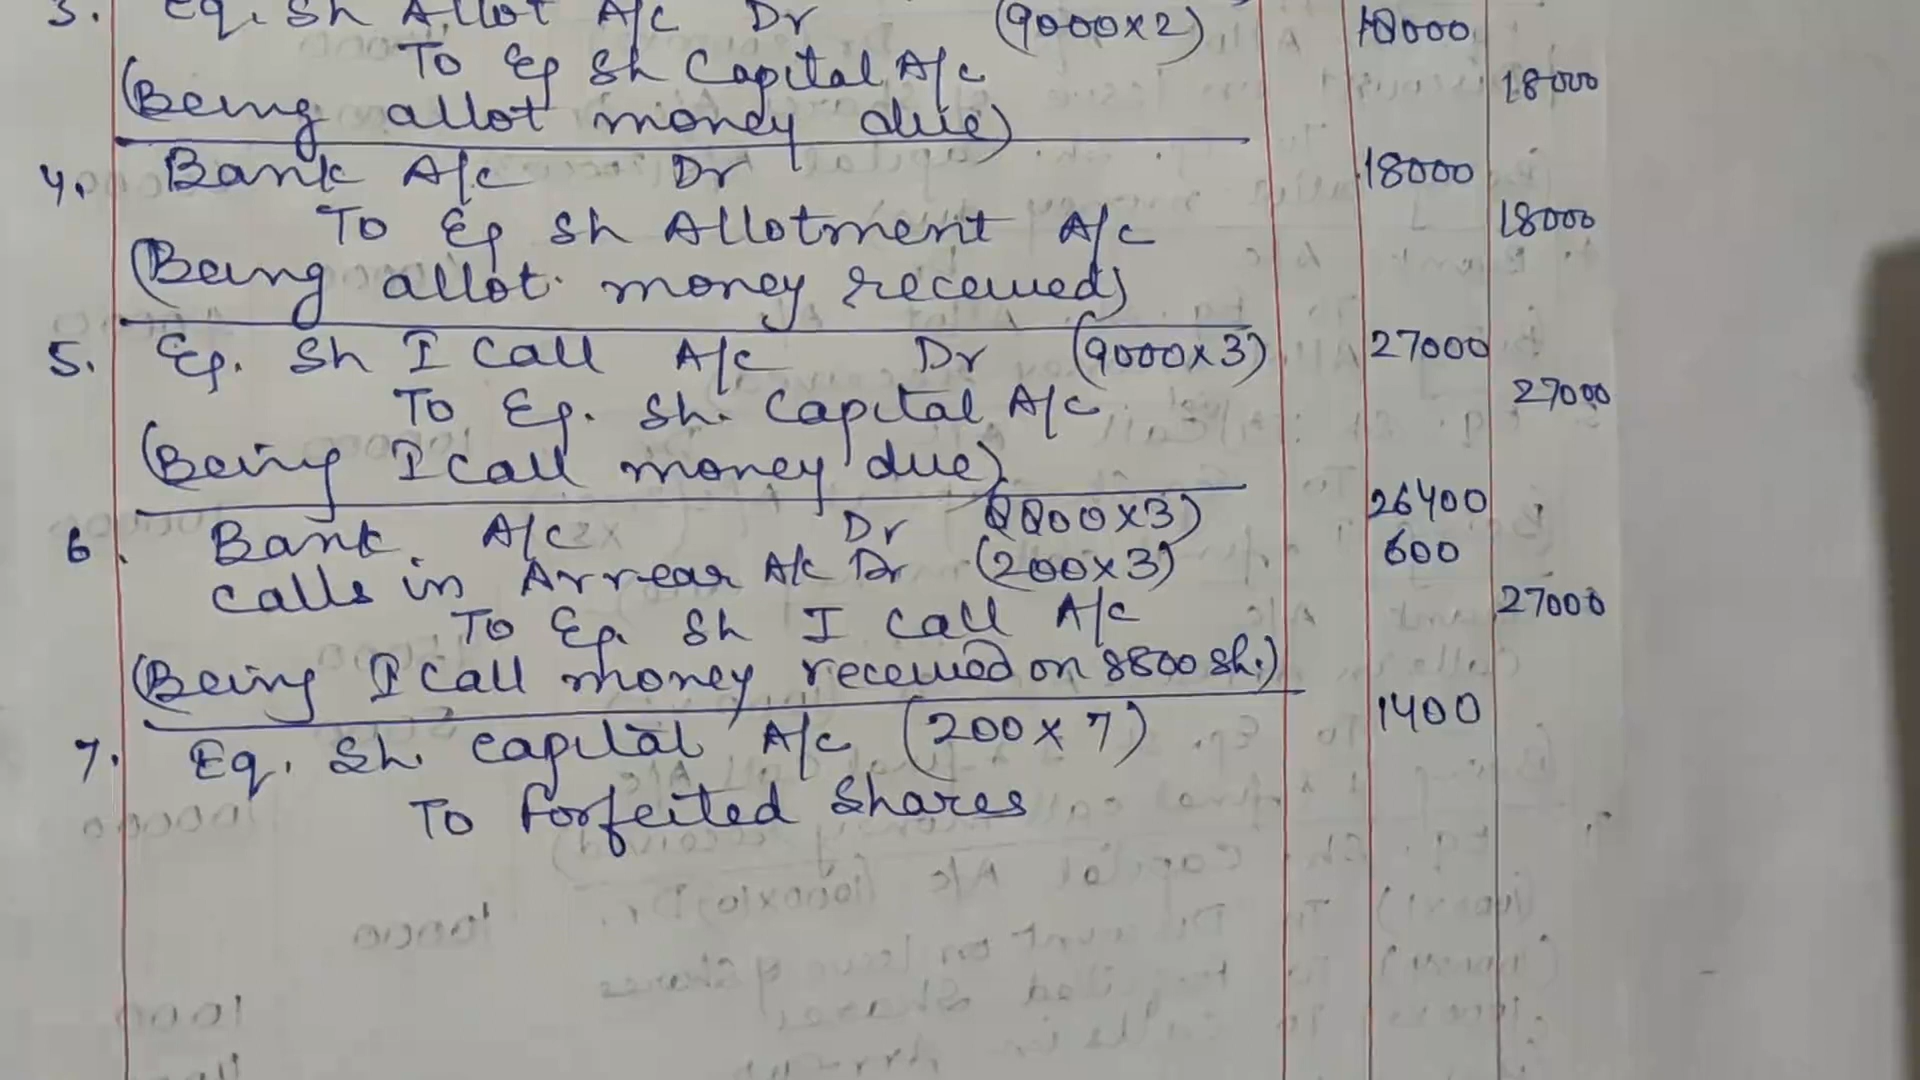 3. Eq. Sh Allot A/c Dr (9000x2) 18000
To Eq Sh Capital A/c 18000
(Being allot money due)
4. Bank A/c Dr 18000
To Eq Sh Allotment A/c 18000
(Being allot. money received)
5. Eq. Sh I Call A/c Dr (9000x3) 27000
To Eq. Sh. Capital A/c 27000
(Being I call money due)
6. Bank A/c Dr 8800x3) 26400
calls in Arrear A/c Dr (200x3) 600
To Eq. Sh I call A/c 27000
(Being I Call money received on 8800 sh.)
7. Eq. Sh. capital A/c (200x7) 1400
To forfeited Shares